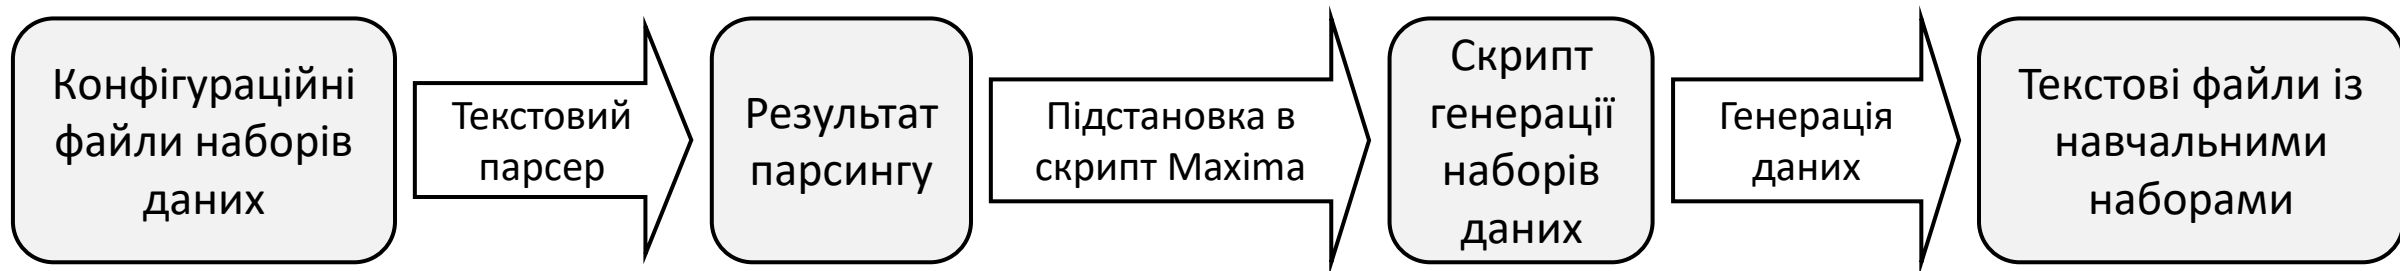 Конфігураційні
файли наборів
даних
Текстовий
парсер
Результат
парсингу
Підстановка в
скрипт Maxima
Скрипт
генерації
наборів
даних
Генерація
даних
Текстові файли із
навчальними
наборами